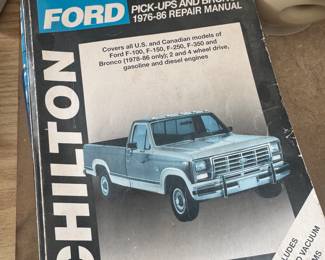 FORD
PICK-UPS AND
1976-86 REPAIR MANUAL
CHILTON
Covers all U.S. and Canadian models of
Ford F-100, F-150, F-250, F-350 and
Bronco (1978-86 only); 2 and 4 wheel drive,
gasoline and diesel engines
VACUUM